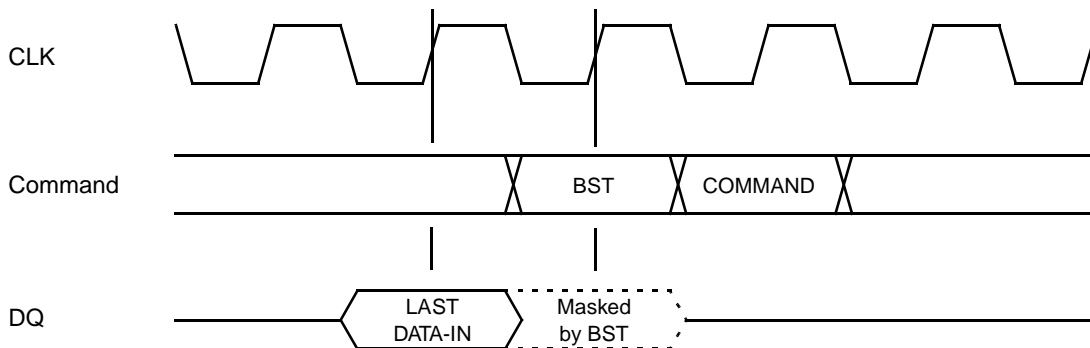 CLK
Command
BST
COMMAND
DQ
LAST
DATA-IN
Masked
by BST